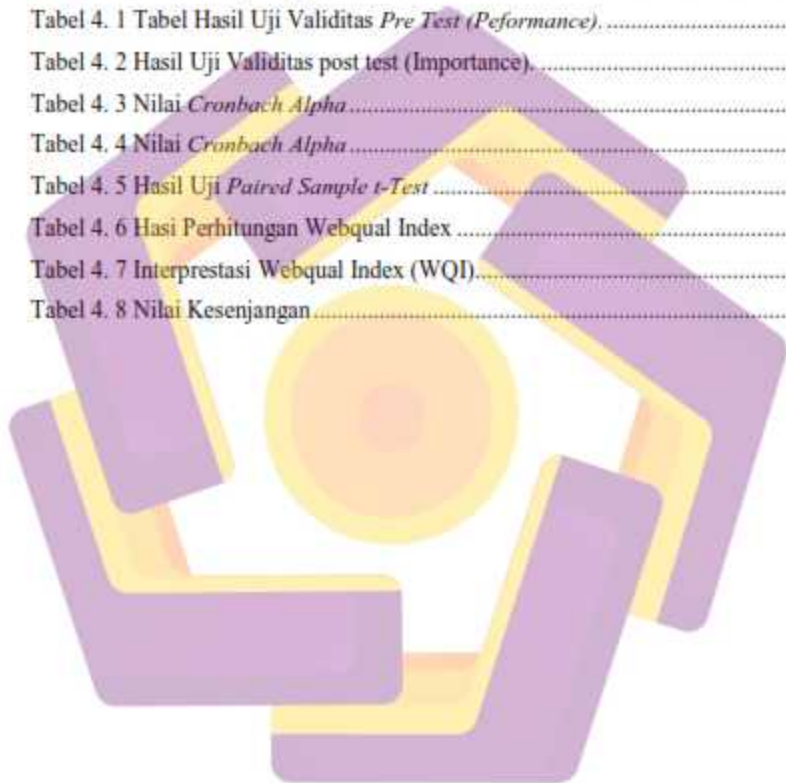 Tabel 4. 1 Tabel Hasil Uji Validitas Pre Test (Peformance). ..............................
Tabel 4. 2 Hasil Uji Validitas post test (Importance). ..............................
Tabel 4. 3 Nilai Cronbach Alpha ..............................
Tabel 4. 4 Nilai Cronbach Alpha ..............................
Tabel 4. 5 Hasil Uji Paired Sample t-Test ..............................
Tabel 4. 6 Hasi Perhitungan Webqual Index ..............................
Tabel 4. 7 Interprestasi Webqual Index (WQI) ..............................
Tabel 4. 8 Nilai Kesenjangan ..............................